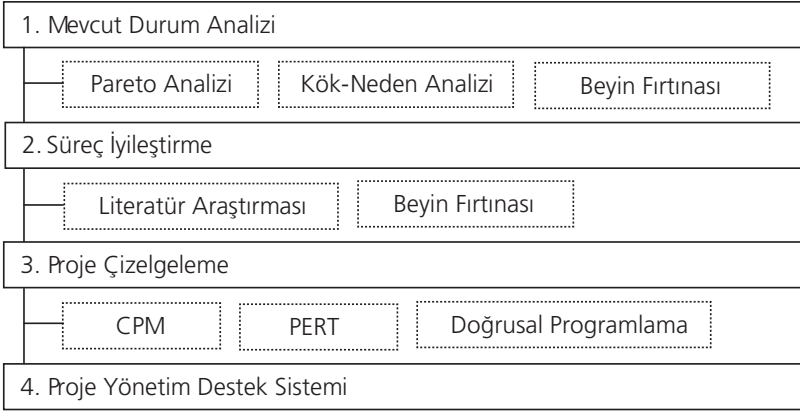 1. Mevcut Durum Analizi
Pareto Analizi Kök-Neden Analizi Beyin Fırtınası
2. Süreç İyileştirme
Literatür Araştırması Beyin Fırtınası
3. Proje Çizelgeleme
CPM PERT Doğrusal Programlama
4. Proje Yönetim Destek Sistemi